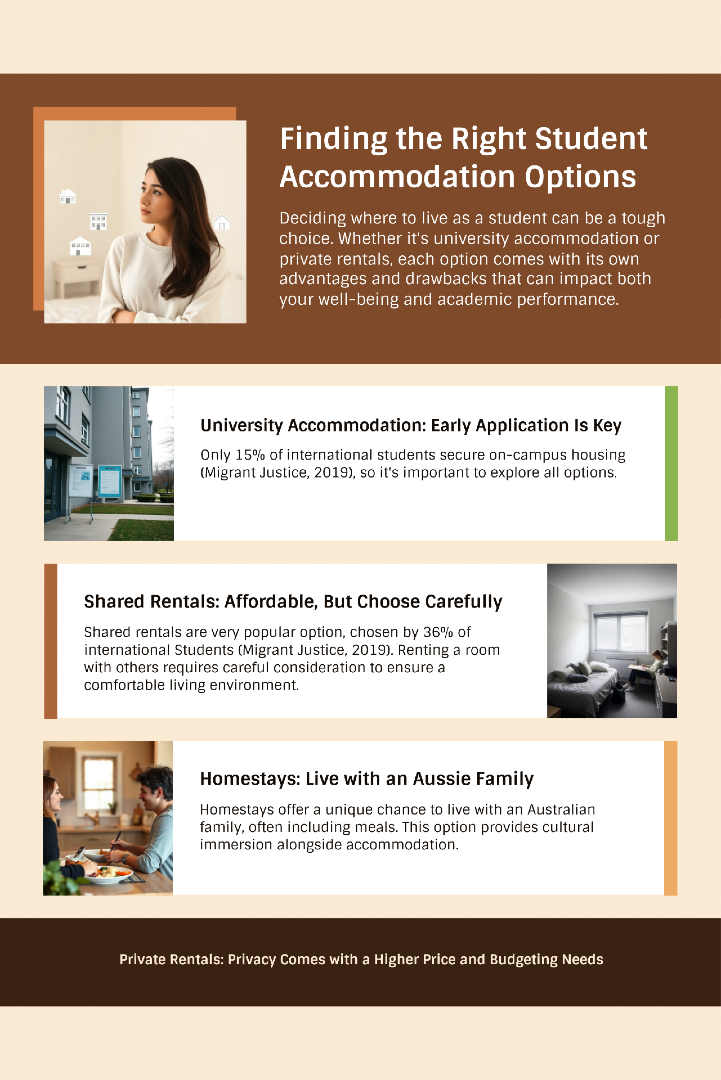 Finding the Right Student
Accommodation Options
Deciding where to live as a student can be a tough
choice. Whether it's university accommodation or
private rentals, each option comes with its own
advantages and drawbacks that can impact both
your well-being and academic performance.
University Accommodation: Early Application Is Key
Only 15% of international students secure on-campus housing
(Migrant Justice, 2019), so it's important to explore all options.
Shared Rentals: Affordable, But Choose Carefully
Shared rentals are very popular option, chosen by 36% of
international Students (Migrant Justice, 2019). Renting a room
with others requires careful consideration to ensure a
comfortable living environment.
Homestays: Live with an Aussie Family
Homestays offer a unique chance to live with an Australian
family, often including meals. This option provides cultural
immersion alongside accommodation.
Private Rentals: Privacy Comes with a Higher Price and Budgeting Needs